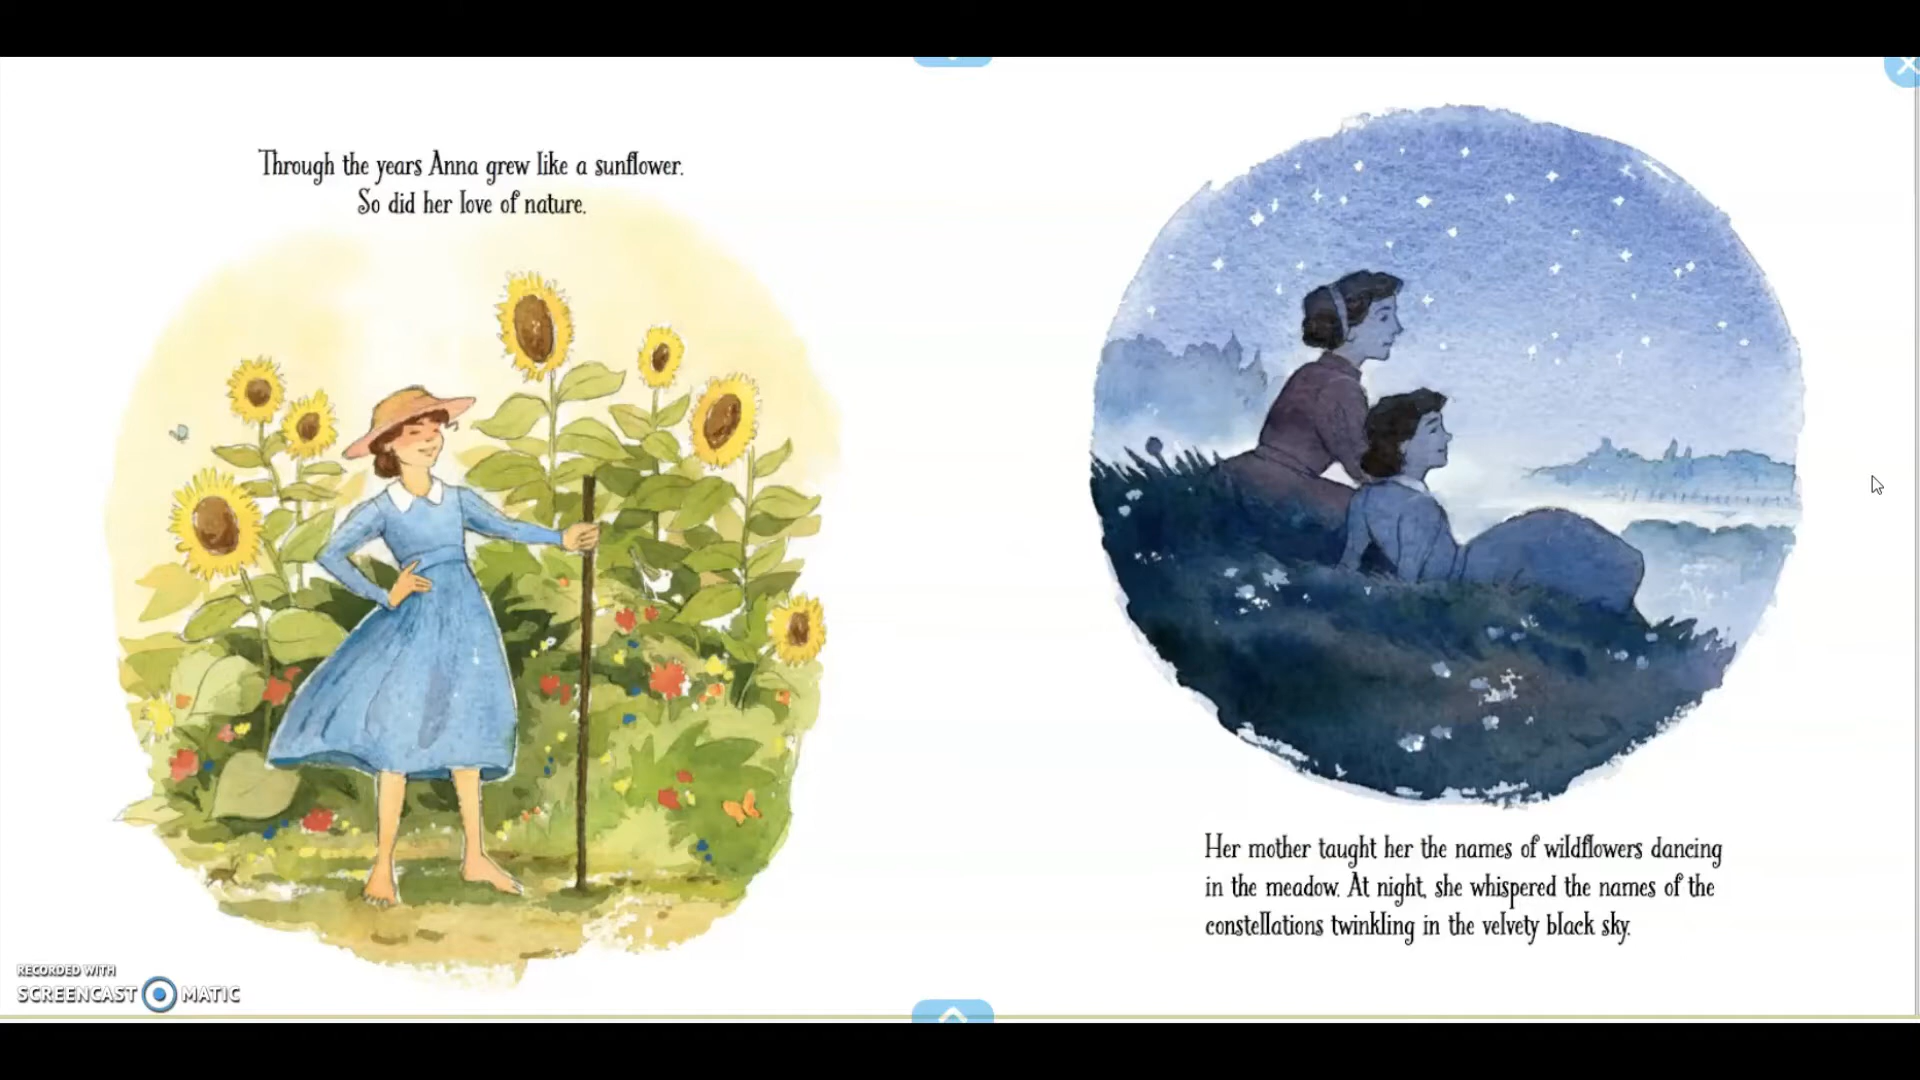 Through the years Anna grew like a sunflower.
So did her love of nature.
Her mother taught her the names of wildflowers dancing
in the meadow. At night, she whispered the names of the
constellations twinkling in the velvety black sky.
RECORDED WITH
SCREENCAST MATIC